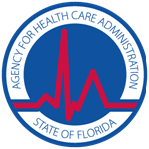 AGENCY FOR HEALTH CARE ADMINISTRATION
STATE OF FLORIDA